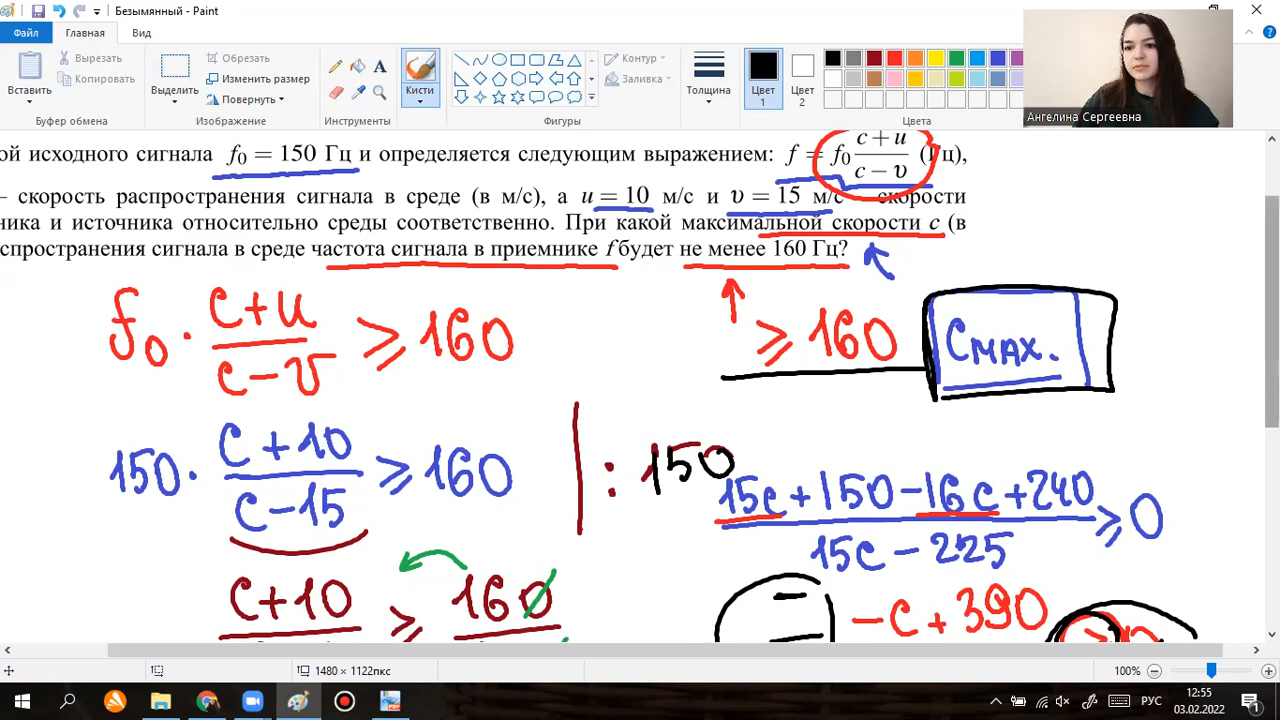 Безымянный - Paint
Файл
Главная
Вид
Вставить
Вырезать
Копировать
Буфер обмена
Выделить
Обрезать
Изменить размер
Повернуть
Изображение
Инструменты
Кисти
Контур
Заливка
Фигуры
Толщина
Цвет 1
Цвет 2
Цвета
Ангелина Сергеевна
ой исходного сигнала f₀ = 150 Гц и определяется следующим выражением: f = f₀ (c + u)/(c − υ) (Гц),
– скорость распространения сигнала в среде (в м/с), а u = 10 м/с и υ = 15 м/с скорости
ника и источника относительно среды соответственно. При какой максимальной скорости c (в
спространения сигнала в среде частота сигнала в приемнике f будет не менее 160 Гц?
f₀ · (c+u)/(c−υ) ⩾ 160
⩾ 160
Cмах.
150 · (c+10)/(c−15) ⩾ 160
: 150
(15c+150−16c+240)/(15c−225) ⩾ 0
c+10 ⩾ 160
−c+390
100%
1480 × 1122пкс
РУС
12:55
03.02.2022